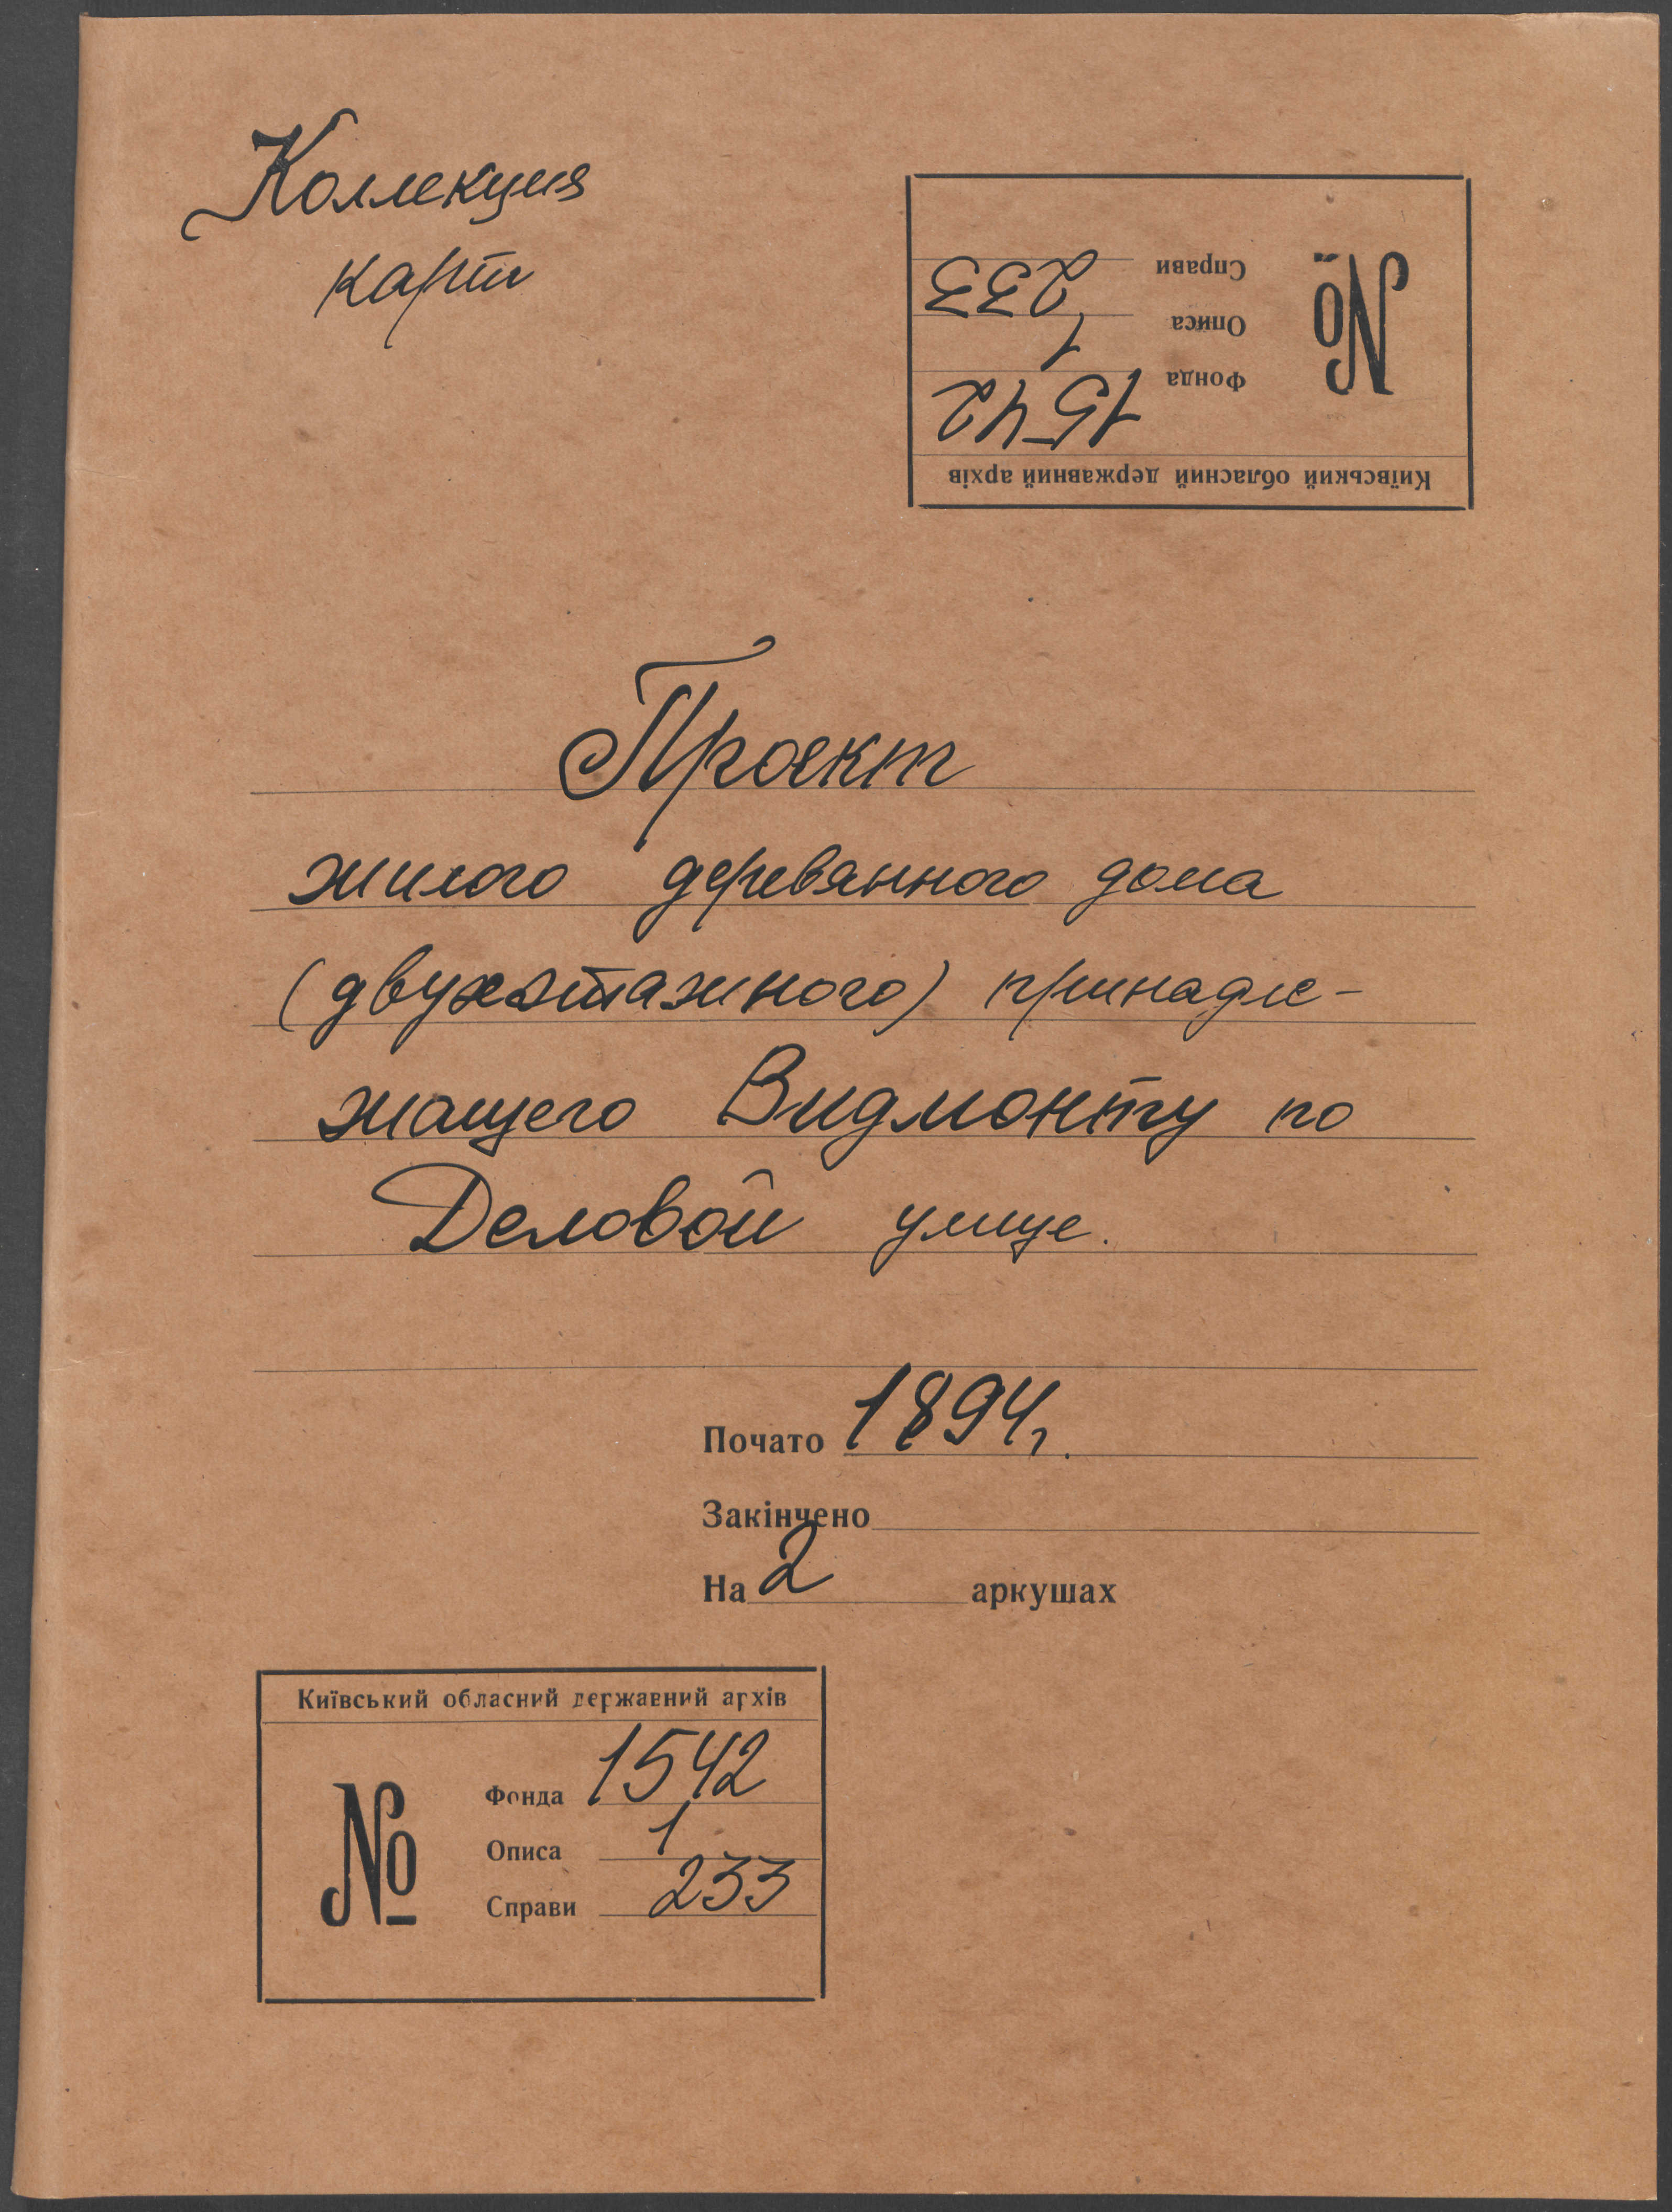 Коллекция
карт
Київський обласний державний архів
№
Фонда 1542
Описа 1
Справи 233
Проект
жилого деревянного дома
(двухэтажного) принадле-
жащего Видмонту по
Деловой улице.
Почато 1894г.
Закінчено
На 2 аркушах
Київський обласний державний архів
№
Фонда 1542
Описа 1
Справи 233